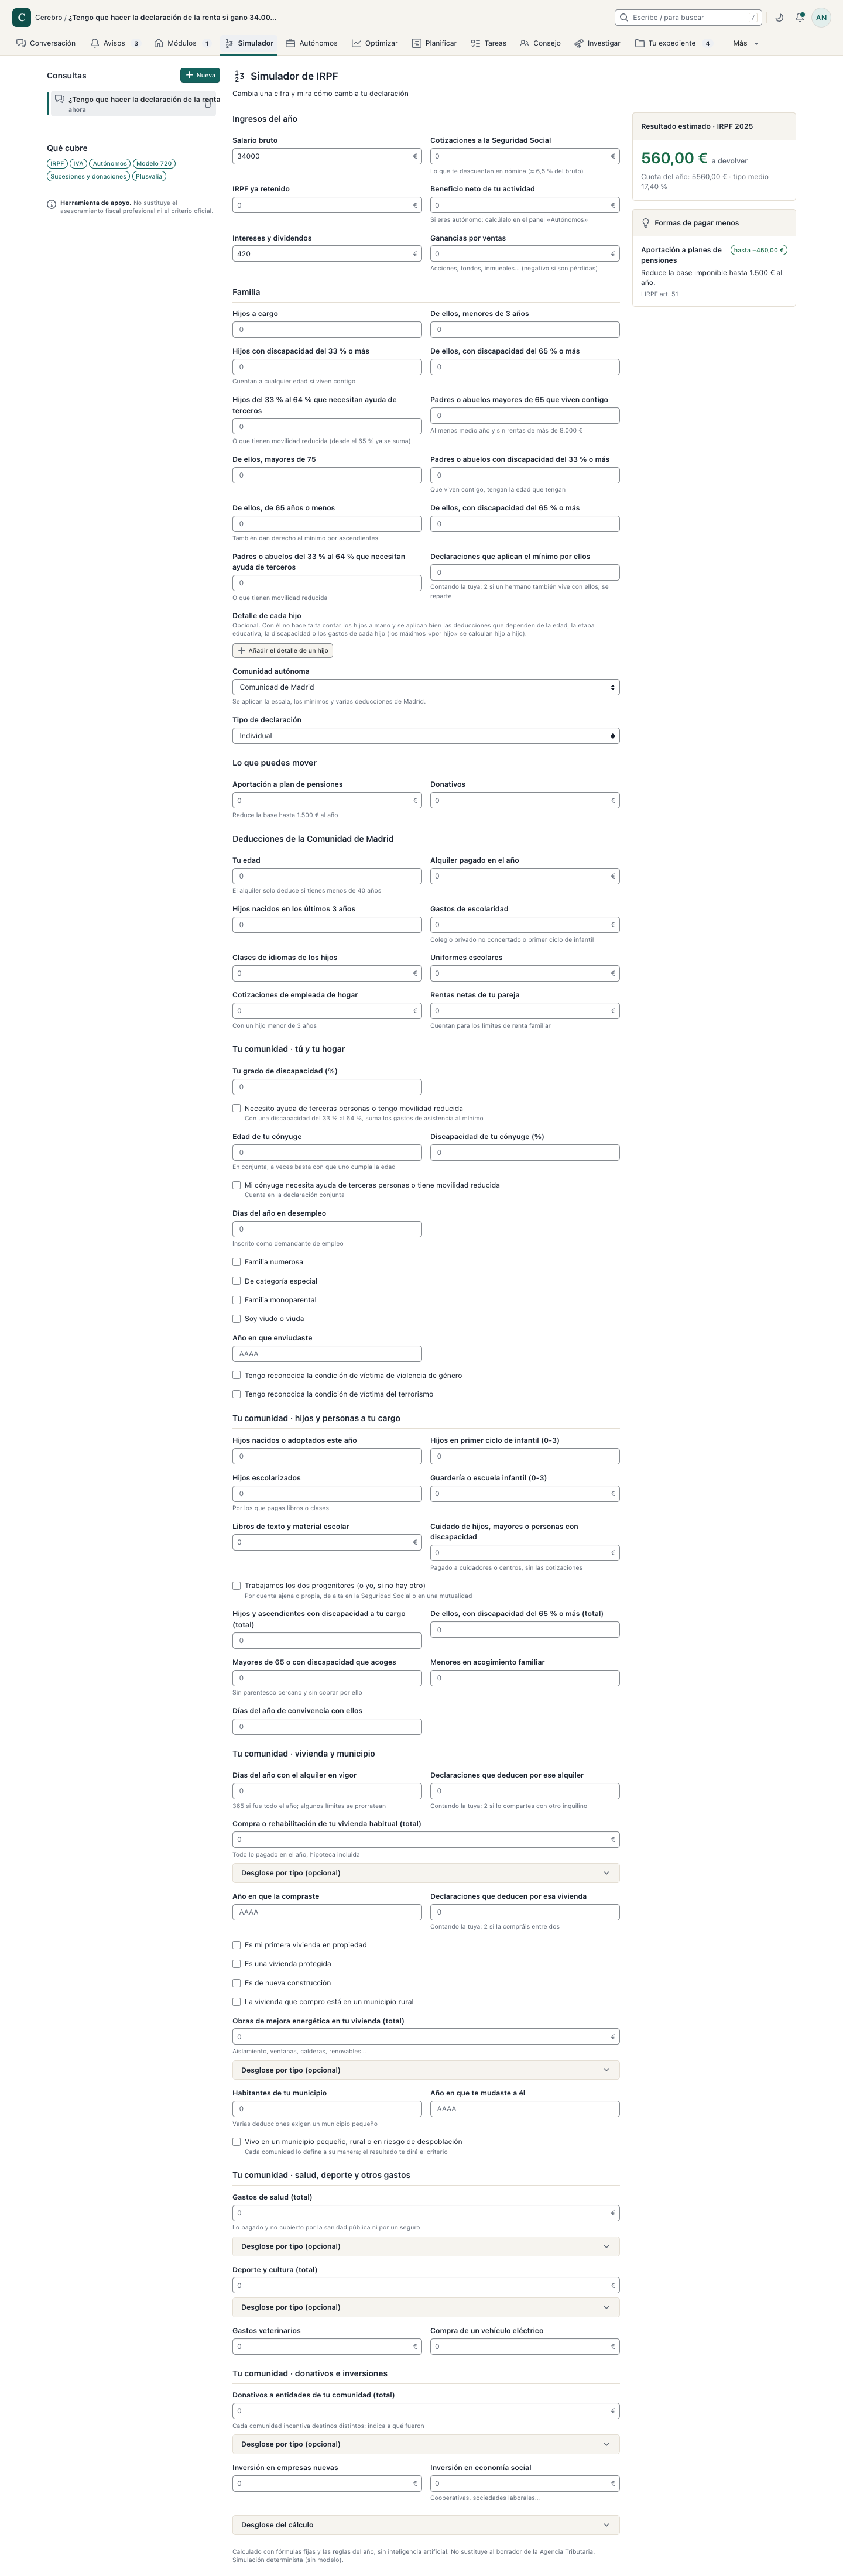 C Cerebro / ¿Tengo que hacer la declaración de la renta si gano 34.00... Escribe / para buscar / AN
Conversación Avisos 3 Módulos 1 Simulador Autónomos Optimizar Planificar Tareas Consejo Investigar Tu expediente 4 Más
Consultas + Nueva
¿Tengo que hacer la declaración de la renta
ahora
Qué cubre
IRPF IVA Autónomos Modelo 720
Sucesiones y donaciones Plusvalía
Herramienta de apoyo. No sustituye el
asesoramiento fiscal profesional ni el criterio oficial.
Simulador de IRPF
Cambia una cifra y mira cómo cambia tu declaración
Ingresos del año
Salario bruto Cotizaciones a la Seguridad Social
34000 € 0 €
Lo que te descuentan en nómina (≈ 6,5 % del bruto)
IRPF ya retenido Beneficio neto de tu actividad
0 € 0 €
Si eres autónomo: calcúlalo en el panel «Autónomos»
Intereses y dividendos Ganancias por ventas
420 € 0 €
Acciones, fondos, inmuebles... (negativo si son pérdidas)
Familia
Hijos a cargo De ellos, menores de 3 años
0 0
Hijos con discapacidad del 33 % o más De ellos, con discapacidad del 65 % o más
0 0
Cuentan a cualquier edad si viven contigo
Hijos del 33 % al 64 % que necesitan ayuda de
terceros
Padres o abuelos mayores de 65 que viven contigo
0 0
O que tienen movilidad reducida (desde el 65 % ya se suma)
Al menos medio año y sin rentas de más de 8.000 €
De ellos, mayores de 75 Padres o abuelos con discapacidad del 33 % o más
0 0
Que viven contigo, tengan la edad que tengan
De ellos, de 65 años o menos De ellos, con discapacidad del 65 % o más
0 0
También dan derecho al mínimo por ascendientes
Padres o abuelos del 33 % al 64 % que necesitan
ayuda de terceros
Declaraciones que aplican el mínimo por ellos
0 0
O que tienen movilidad reducida
Contando la tuya: 2 si un hermano también vive con ellos; se
reparte
Detalle de cada hijo
Opcional. Con él no hace falta contar los hijos a mano y se aplican bien las deducciones que dependen de la edad, la etapa
educativa, la discapacidad o los gastos de cada hijo (los máximos «por hijo» se calculan hijo a hijo).
+ Añadir el detalle de un hijo
Comunidad autónoma
Comunidad de Madrid
Se aplican la escala, los mínimos y varias deducciones de Madrid.
Tipo de declaración
Individual
Lo que puedes mover
Aportación a plan de pensiones Donativos
0 € 0 €
Reduce la base hasta 1.500 € al año
Deducciones de la Comunidad de Madrid
Tu edad Alquiler pagado en el año
0 0 €
El alquiler solo deduce si tienes menos de 40 años
Hijos nacidos en los últimos 3 años Gastos de escolaridad
0 0 €
Colegio privado no concertado o primer ciclo de infantil
Clases de idiomas de los hijos Uniformes escolares
0 € 0 €
Cotizaciones de empleada de hogar Rentas netas de tu pareja
0 € 0 €
Con un hijo menor de 3 años Cuentan para los límites de renta familiar
Tu comunidad · tú y tu hogar
Tu grado de discapacidad (%)
0
Necesito ayuda de terceras personas o tengo movilidad reducida
Con una discapacidad del 33 % al 64 %, suma los gastos de asistencia al mínimo
Edad de tu cónyuge Discapacidad de tu cónyuge (%)
0 0
En conjunta, a veces basta con que uno cumpla la edad
Mi cónyuge necesita ayuda de terceras personas o tiene movilidad reducida
Cuenta en la declaración conjunta
Días del año en desempleo
0
Inscrito como demandante de empleo
Familia numerosa
De categoría especial
Familia monoparental
Soy viudo o viuda
Año en que enviudaste
AAAA
Tengo reconocida la condición de víctima de violencia de género
Tengo reconocida la condición de víctima del terrorismo
Tu comunidad · hijos y personas a tu cargo
Hijos nacidos o adoptados este año Hijos en primer ciclo de infantil (0-3)
0 0
Hijos escolarizados Guardería o escuela infantil (0-3)
0 0 €
Por los que pagas libros o clases
Libros de texto y material escolar Cuidado de hijos, mayores o personas con
discapacidad
0 € 0 €
Pagado a cuidadores o centros, sin las cotizaciones
Trabajamos los dos progenitores (o yo, si no hay otro)
Por cuenta ajena o propia, de alta en la Seguridad Social o en una mutualidad
Hijos y ascendientes con discapacidad a tu cargo
(total)
De ellos, con discapacidad del 65 % o más (total)
0 0
Mayores de 65 o con discapacidad que acoges Menores en acogimiento familiar
0 0
Sin parentesco cercano y sin cobrar por ello
Días del año de convivencia con ellos
0
Tu comunidad · vivienda y municipio
Días del año con el alquiler en vigor Declaraciones que deducen por ese alquiler
0 0
365 si fue todo el año; algunos límites se prorratean Contando la tuya: 2 si lo compartes con otro inquilino
Compra o rehabilitación de tu vivienda habitual (total)
0 €
Todo lo pagado en el año, hipoteca incluida
Desglose por tipo (opcional)
Año en que la compraste Declaraciones que deducen por esa vivienda
AAAA 0
Contando la tuya: 2 si la compráis entre dos
Es mi primera vivienda en propiedad
Es una vivienda protegida
Es de nueva construcción
La vivienda que compro está en un municipio rural
Obras de mejora energética en tu vivienda (total)
0 €
Aislamiento, ventanas, calderas, renovables...
Desglose por tipo (opcional)
Habitantes de tu municipio Año en que te mudaste a él
0 AAAA
Varias deducciones exigen un municipio pequeño
Vivo en un municipio pequeño, rural o en riesgo de despoblación
Cada comunidad lo define a su manera; el resultado te dirá el criterio
Tu comunidad · salud, deporte y otros gastos
Gastos de salud (total)
0 €
Lo pagado y no cubierto por la sanidad pública ni por un seguro
Desglose por tipo (opcional)
Deporte y cultura (total)
0 €
Desglose por tipo (opcional)
Gastos veterinarios Compra de un vehículo eléctrico
0 € 0 €
Tu comunidad · donativos e inversiones
Donativos a entidades de tu comunidad (total)
0 €
Cada comunidad incentiva destinos distintos: indica a qué fueron
Desglose por tipo (opcional)
Inversión en empresas nuevas Inversión en economía social
0 € 0 €
Cooperativas, sociedades laborales...
Desglose del cálculo
Calculado con fórmulas fijas y las reglas del año, sin inteligencia artificial. No sustituye al borrador de la Agencia Tributaria.
Simulación determinista (sin modelo).
Resultado estimado · IRPF 2025
560,00 € a devolver
Cuota del año: 5560,00 € · tipo medio
17,40 %
Formas de pagar menos
Aportación a planes de
pensiones
hasta −450,00 €
Reduce la base imponible hasta 1.500 € al
año.
LIRPF art. 51